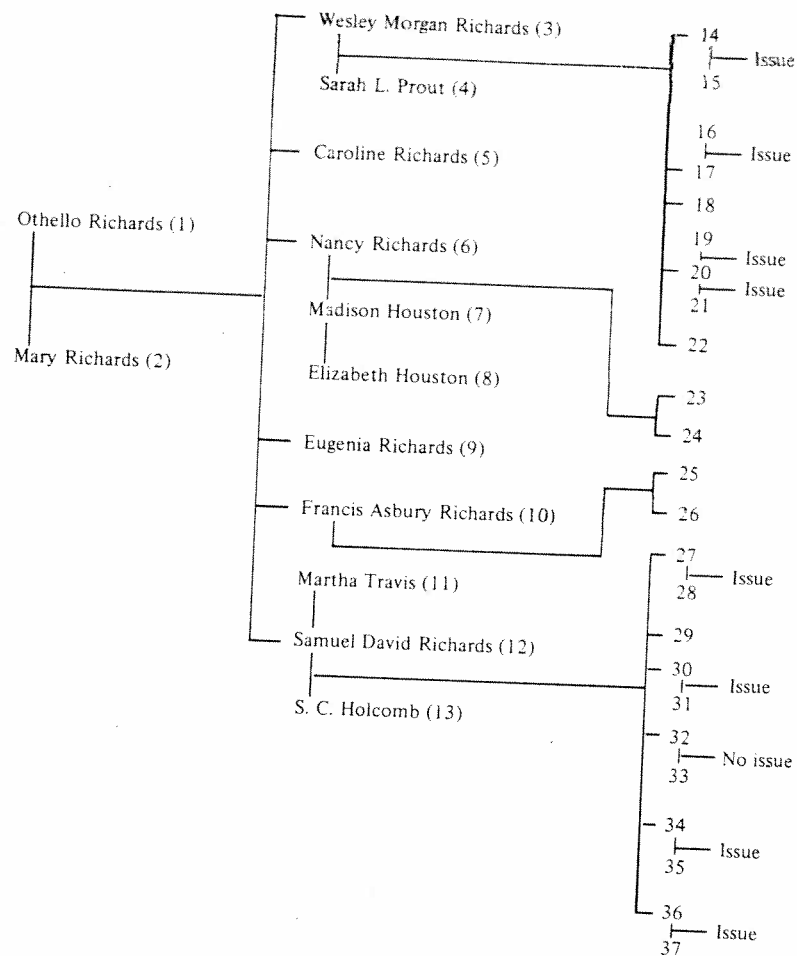 Othello Richards (1)
Mary Richards (2)
Wesley Morgan Richards (3)
Sarah L. Prout (4)
Caroline Richards (5)
Nancy Richards (6)
Madison Houston (7)
Elizabeth Houston (8)
Eugenia Richards (9)
Francis Asbury Richards (10)
Martha Travis (11)
Samuel David Richards (12)
S. C. Holcomb (13)
14
Issue
15
16
Issue
17
18
19
Issue
20
Issue
21
22
23
24
25
26
27
Issue
28
29
30
Issue
31
32
No issue
33
34
Issue
35
36
Issue
37